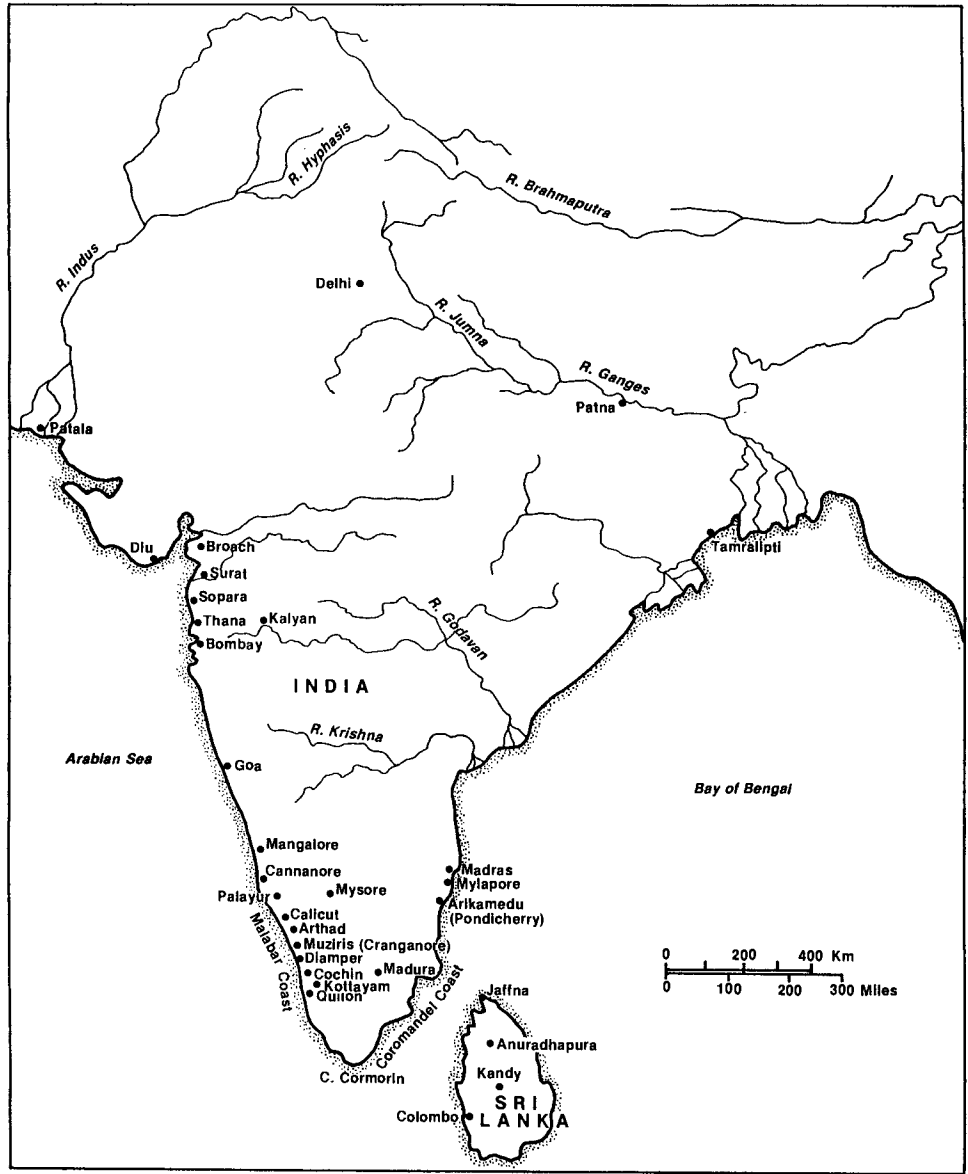 R. Hyphasis
R. Brahmaputra
R. Indus
Delhi
R. Jumna
R. Ganges
Patna
Patala
Diu
Broach
Tamralipti
Surat
Sopara
Thana
Kalyan
Bombay
R. Godavari
INDIA
R. Krishna
Arabian Sea
Goa
Bay of Bengal
Mangalore
Cannanore
Palayur
Mysore
Madras
Mylapore
Arikamedu
(Pondicherry)
Calicut
Arthad
Muziris (Cranganore)
Diamper
Cochin
Madura
Kottayam
Quilon
Malabar Coast
Coromandel Coast
0 200 400 Km
0 100 200 300 Miles
Jaffna
Anuradhapura
C. Cormorin
Kandy
SRI
LANKA
Colombo